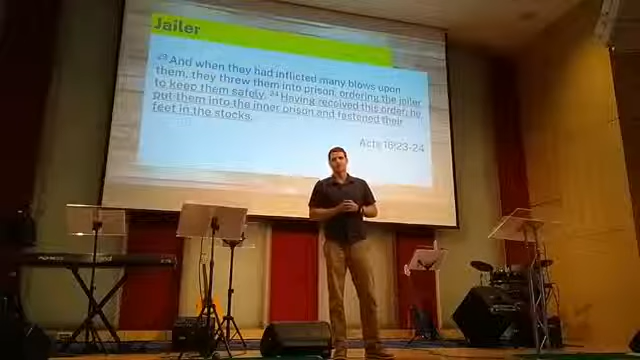 Jailer
23 And when they had inflicted many blows upon
them, they threw them into prison, ordering the jailer
to keep them safely. 24 Having received this order, he
put them into the inner prison and fastened their
feet in the stocks.
Acts 16:23-24